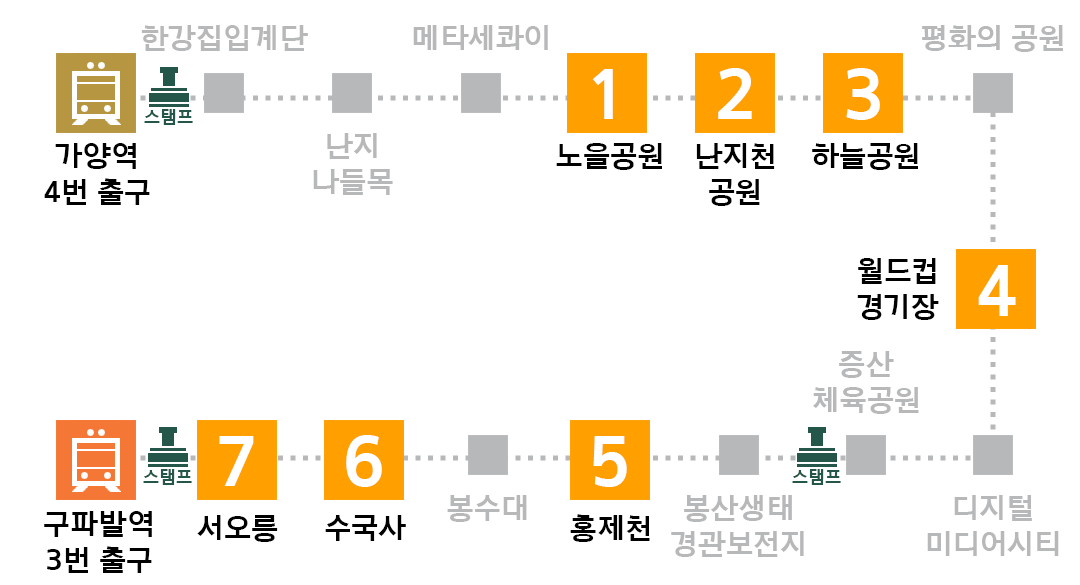 한강집입계단
메타세콰이
평화의 공원
스탬프
1
2
3
가양역
4번 출구
난지
나들목
노을공원
난지천
공원
하늘공원
월드컵
경기장
4
증산
체육공원
7
6
5
스탬프
스탬프
구파발역
3번 출구
서오릉
수국사
봉수대
홍제천
봉산생태
경관보전지
디지털
미디어시티